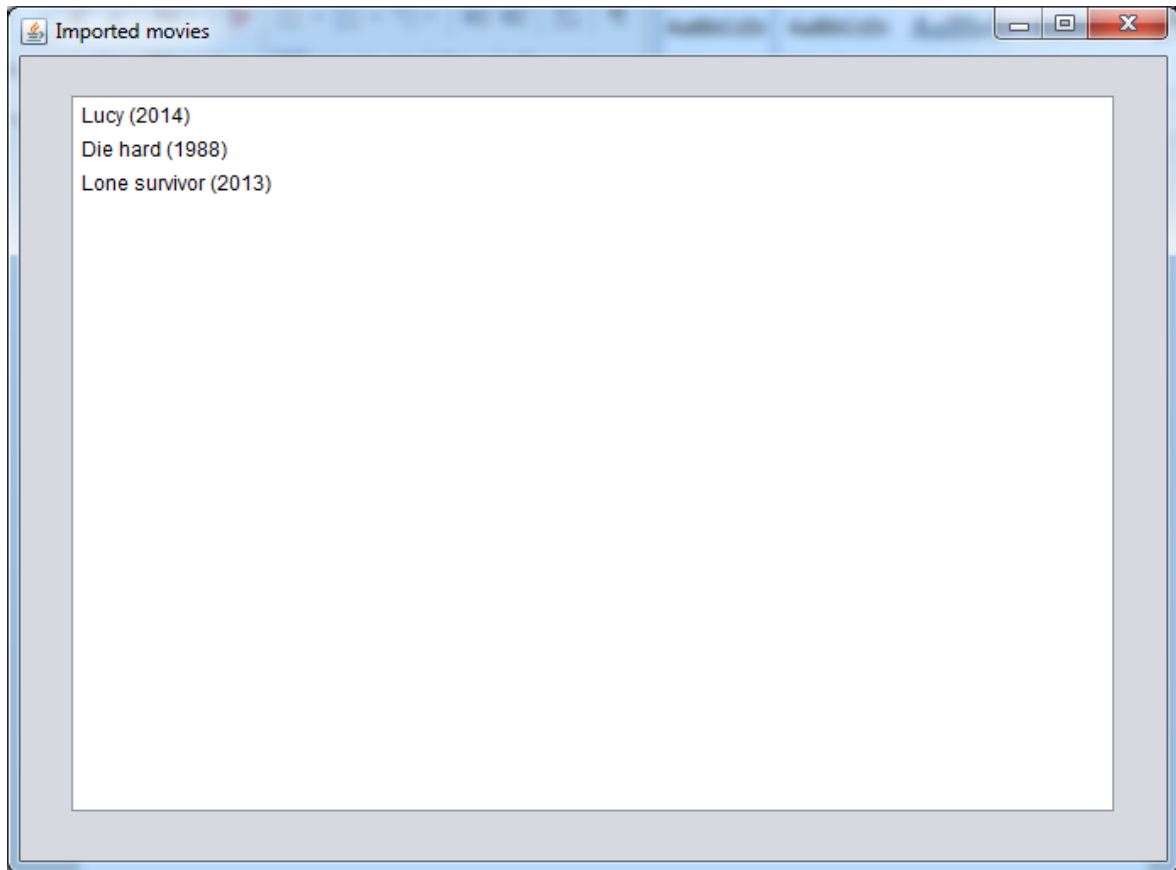 Imported movies
Lucy (2014)
Die hard (1988)
Lone survivor (2013)